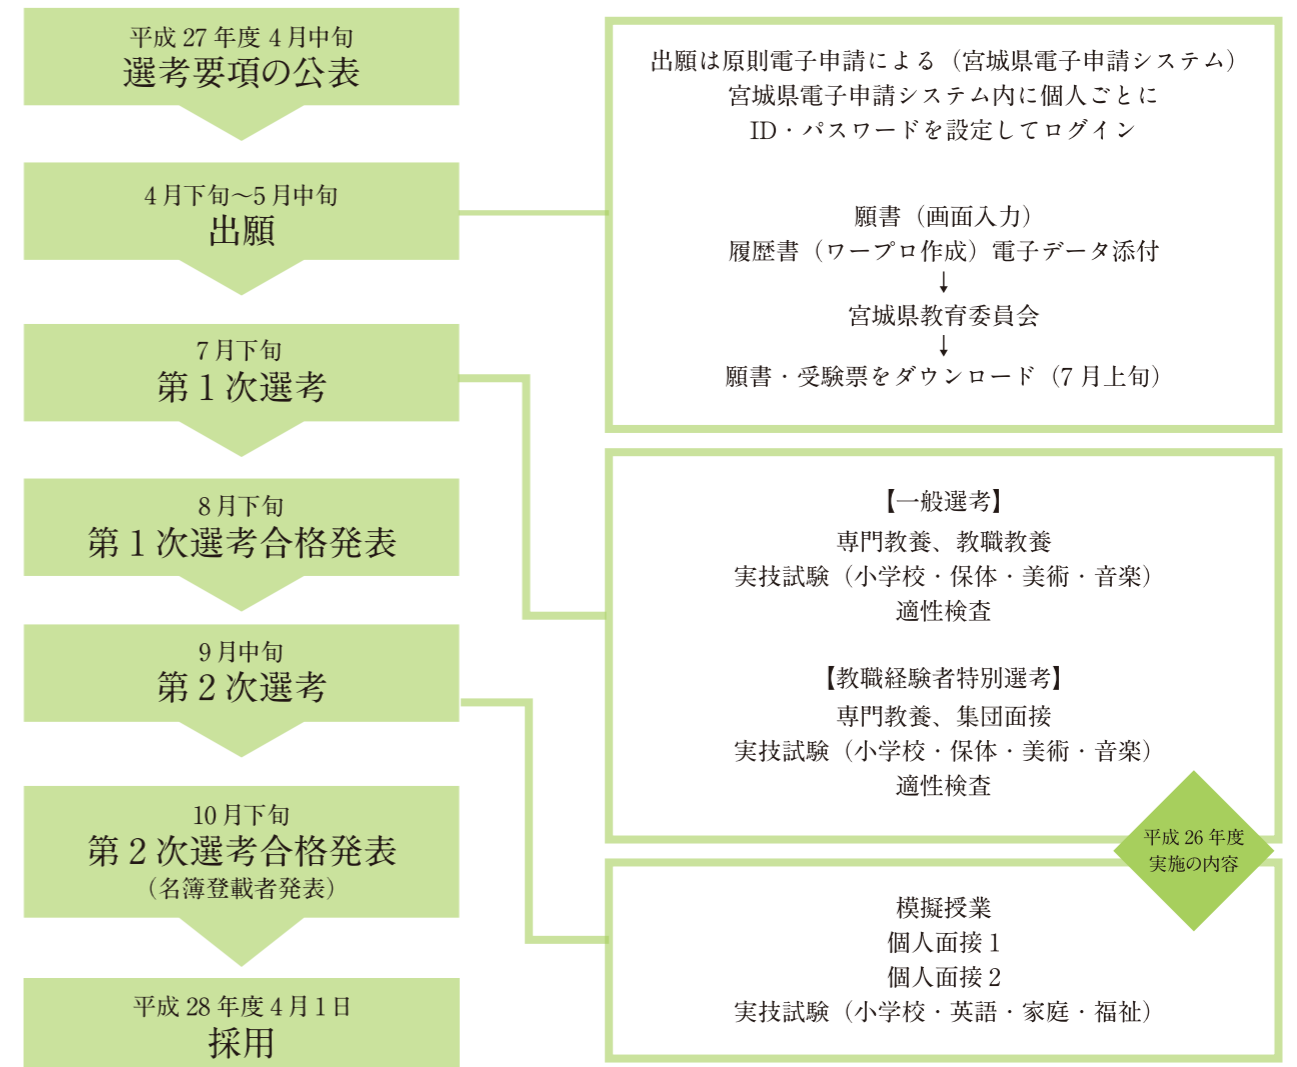 平成 27 年度 4 月中旬
選考要項の公表
4 月下旬～5 月中旬
出願
7 月下旬
第 1 次選考
8 月下旬
第 1 次選考合格発表
9 月中旬
第 2 次選考
10 月下旬
第 2 次選考合格発表
（名簿登載者発表）
平成 28 年度 4 月 1 日
採用
出願は原則電子申請による（宮城県電子申請システム）
宮城県電子申請システム内に個人ごとに
ID・パスワードを設定してログイン
願書（画面入力）
履歴書（ワープロ作成）電子データ添付
↓
宮城県教育委員会
↓
願書・受験票をダウンロード（7 月上旬）
【一般選考】
専門教養、教職教養
実技試験（小学校・保体・美術・音楽）
適性検査
【教職経験者特別選考】
専門教養、集団面接
実技試験（小学校・保体・美術・音楽）
適性検査
平成 26 年度
実施の内容
模擬授業
個人面接 1
個人面接 2
実技試験（小学校・英語・家庭・福祉）